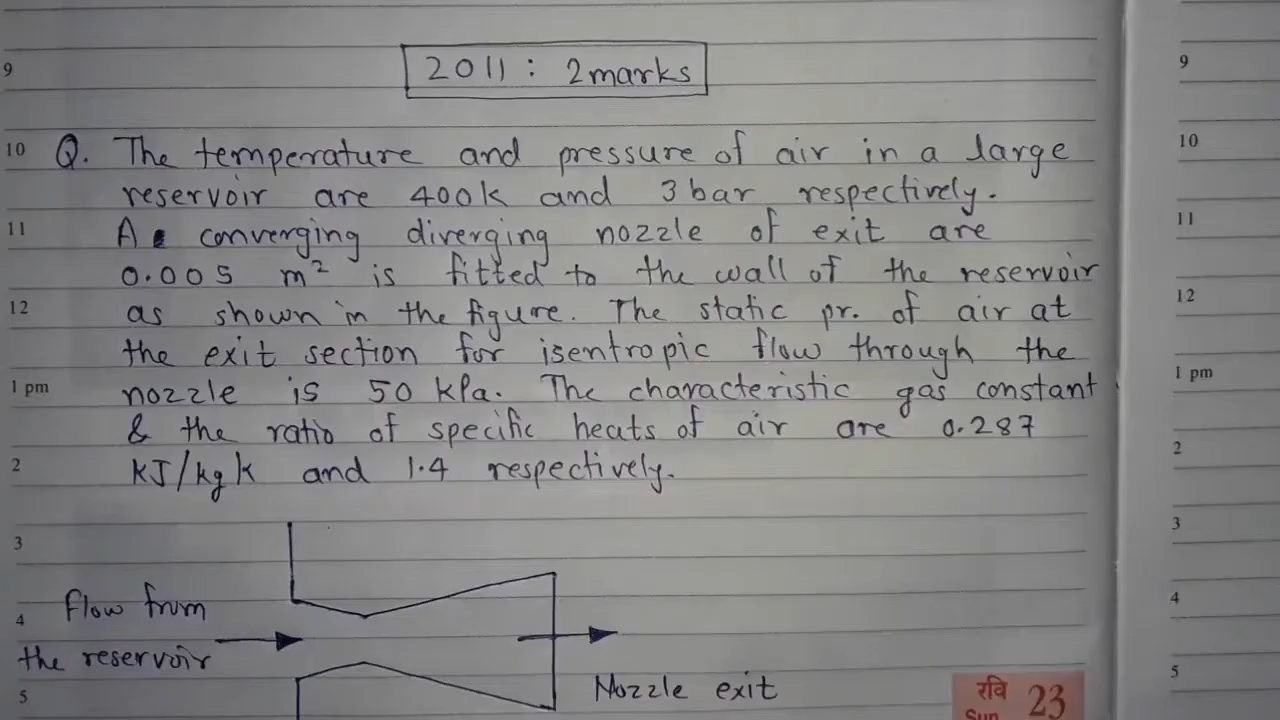 2011 : 2marks
Q. The temperature and pressure of air in a large
reservoir are 400k and 3 bar respectively.
A converging diverging nozzle of exit are
0.005 m² is fitted to the wall of the reservoir
as shown in the figure. The static pr. of air at
the exit section for isentropic flow through the
nozzle is 50 kPa. The characteristic gas constant
& the ratio of specific heats of air are 0.287
KJ/kg k and 1.4 respectively.
Flow from
the reservoir
Nozzle exit
9
10
11
12
1 pm
2
3
4
5
9
10
11
12
1 pm
2
3
4
5
रवि 23
Sun